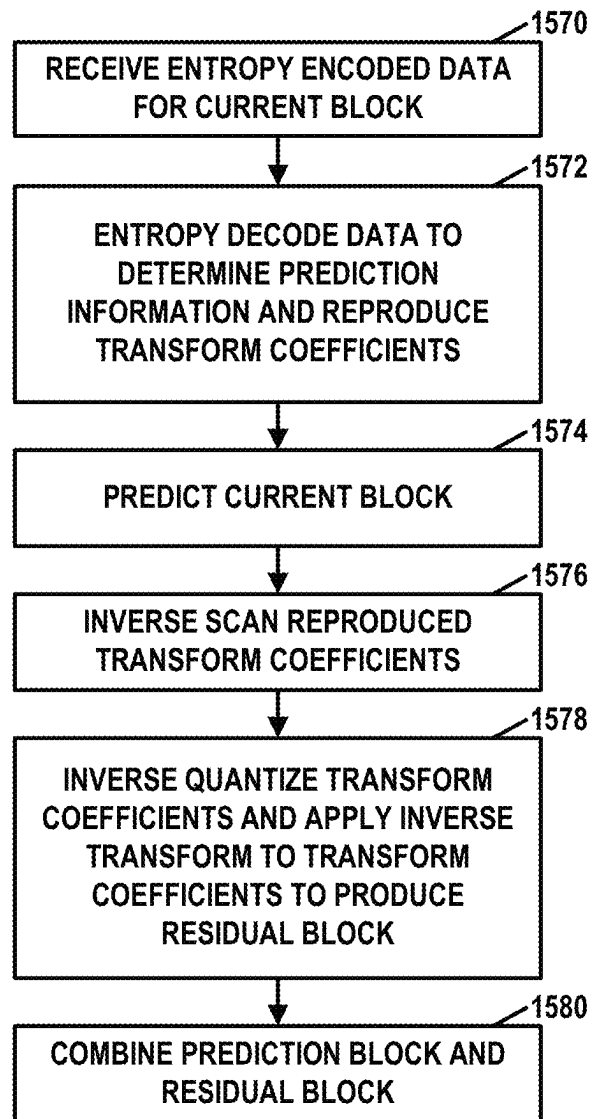 1570
RECEIVE ENTROPY ENCODED DATA
FOR CURRENT BLOCK
1572
ENTROPY DECODE DATA TO
DETERMINE PREDICTION
INFORMATION AND REPRODUCE
TRANSFORM COEFFICIENTS
1574
PREDICT CURRENT BLOCK
1576
INVERSE SCAN REPRODUCED
TRANSFORM COEFFICIENTS
1578
INVERSE QUANTIZE TRANSFORM
COEFFICIENTS AND APPLY INVERSE
TRANSFORM TO TRANSFORM
COEFFICIENTS TO PRODUCE
RESIDUAL BLOCK
1580
COMBINE PREDICTION BLOCK AND
RESIDUAL BLOCK